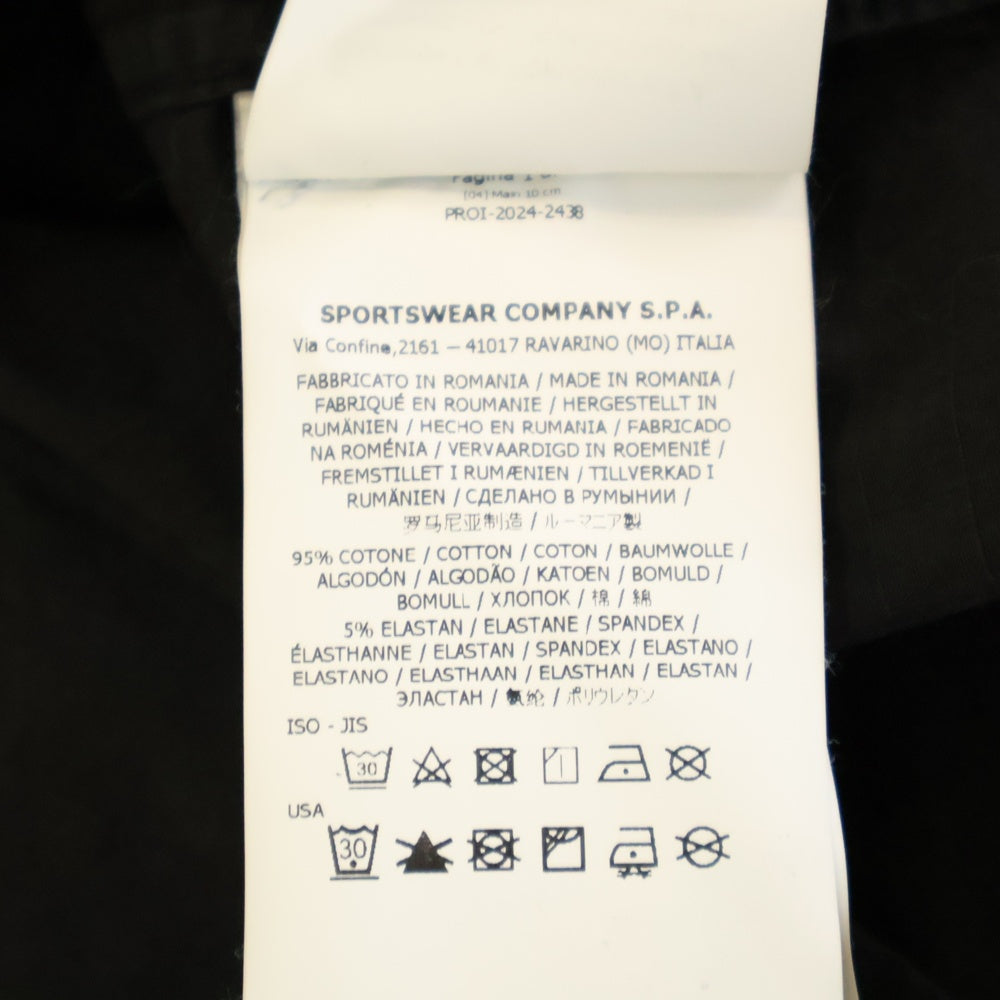 [04] Main 10 cm
PROI-2024-2438
SPORTSWEAR COMPANY S.P.A.
Via Confine,2161 – 41017 RAVARINO (MO) ITALIA
FABBRICATO IN ROMANIA / MADE IN ROMANIA /
FABRIQUÉ EN ROUMANIE / HERGESTELLT IN
RUMÄNIEN / HECHO EN RUMANIA / FABRICADO
NA ROMÉNIA / VERVAARDIGD IN ROEMENIË /
FREMSTILLET I RUMÆNIEN / TILLVERKAD I
RUMÄNIEN / СДЕЛАНО В РУМЫНИИ /
罗马尼亚制造 / ルーマニア製
95% COTONE / COTTON / COTON / BAUMWOLLE /
ALGODÓN / ALGODÃO / KATOEN / BOMULD /
BOMULL / ХЛОПОК / 棉 / 綿
5% ELASTAN / ELASTANE / SPANDEX /
ÉLASTHANNE / ELASTAN / SPANDEX / ELASTANO /
ELASTANO / ELASTHAAN / ELASTHAN / ELASTAN /
ЭЛАСТАН / 氨纶 / ポリウレタン
ISO - JIS
30
USA
30